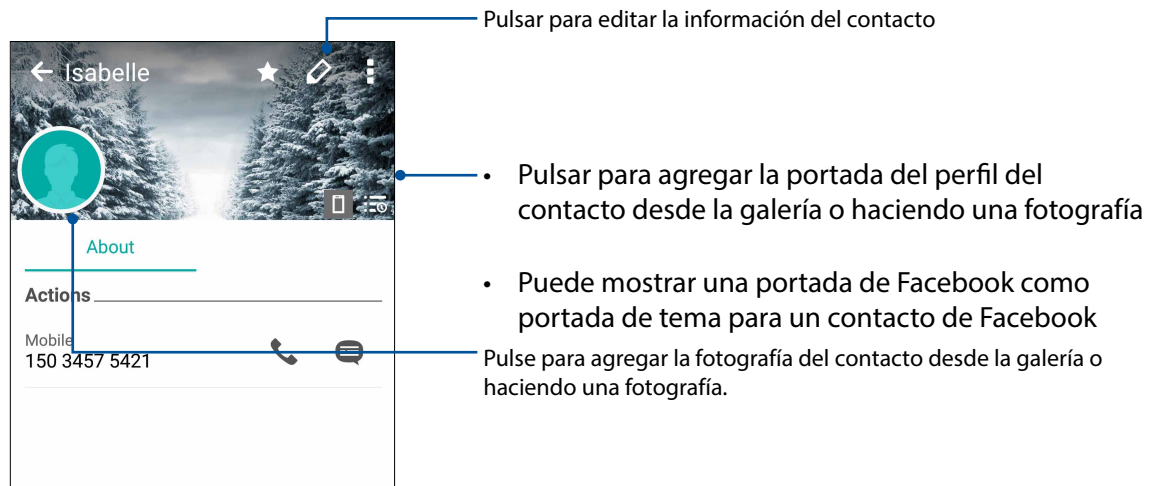 Pulsar para editar la información del contacto
Isabelle
• Pulsar para agregar la portada del perfil del
contacto desde la galería o haciendo una fotografía
About
• Puede mostrar una portada de Facebook como
portada de tema para un contacto de Facebook
Actions
Mobile
150 3457 5421
Pulse para agregar la fotografía del contacto desde la galería o
haciendo una fotografía.